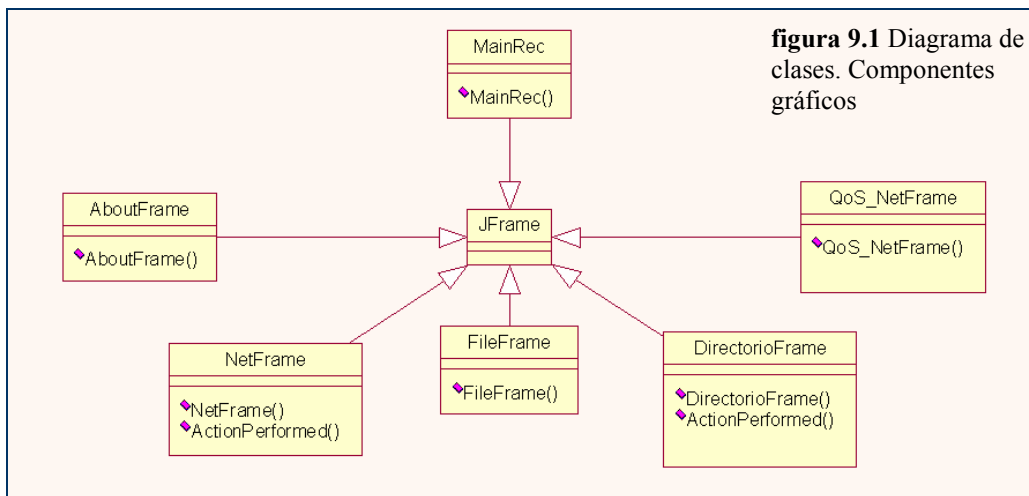 figura 9.1 Diagrama de
clases. Componentes
gráficos
MainRec
MainRec()
AboutFrame
AboutFrame()
JFrame
QoS_NetFrame
QoS_NetFrame()
NetFrame
NetFrame()
ActionPerformed()
FileFrame
FileFrame()
DirectorioFrame
DirectorioFrame()
ActionPerformed()